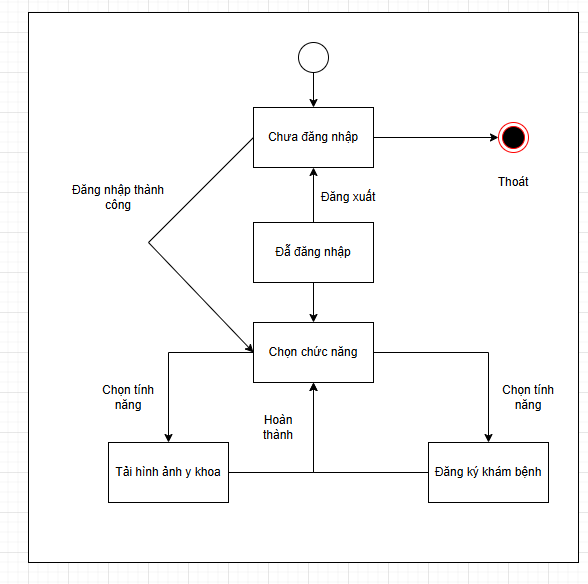 Chưa đăng nhập
Thoát
Đăng nhập thành
công
Đăng xuất
Đẫ đăng nhập
Chọn chức năng
Chọn tính
năng
Chọn tính
năng
Hoàn
thành
Tải hình ảnh y khoa
Đăng ký khám bệnh